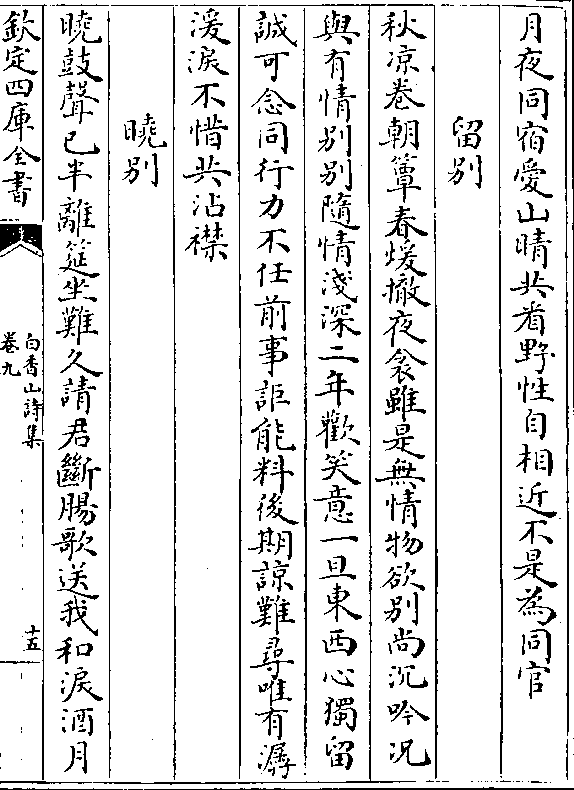 月夜同宿愛山晴共看野性自相近不是為同官
留别
秋凉卷朝簟春煖撤夜衾雖是無情物欲别尚沉吟况
與有情别别隨情淺深二年歡笑意一旦東西心獨留
誠可念同行力不任前事詎能料後期諒難尋唯有潺
湲淚不惜共沾襟
曉别
曉鼓聲已半離筵坐難久請君斷腸歌送我和淚酒月
欽定四庫全書
白香山詩集
卷九
十五